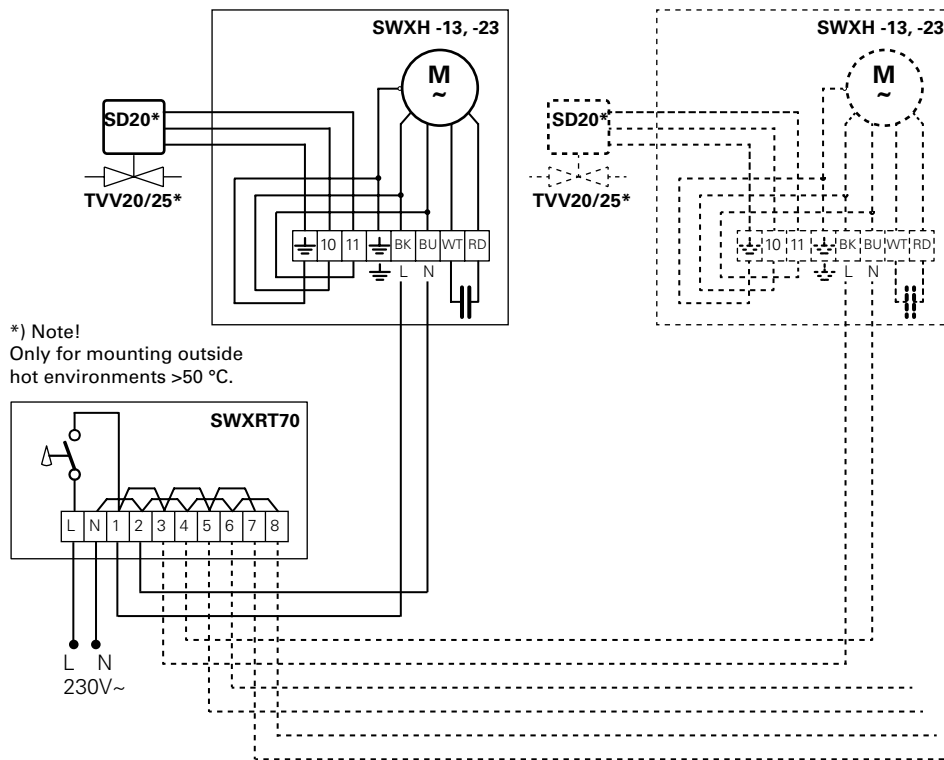 SWXH -13, -23
M
~
SD20*
TVV20/25*
10 11 BK BU WT RD
L N
SWXH -13, -23
M
~
SD20*
TVV20/25*
10 11 BK BU WT RD
L N
*) Note!
Only for mounting outside
hot environments >50 °C.
SWXRT70
L N 1 2 3 4 5 6 7 8
L N
230V~